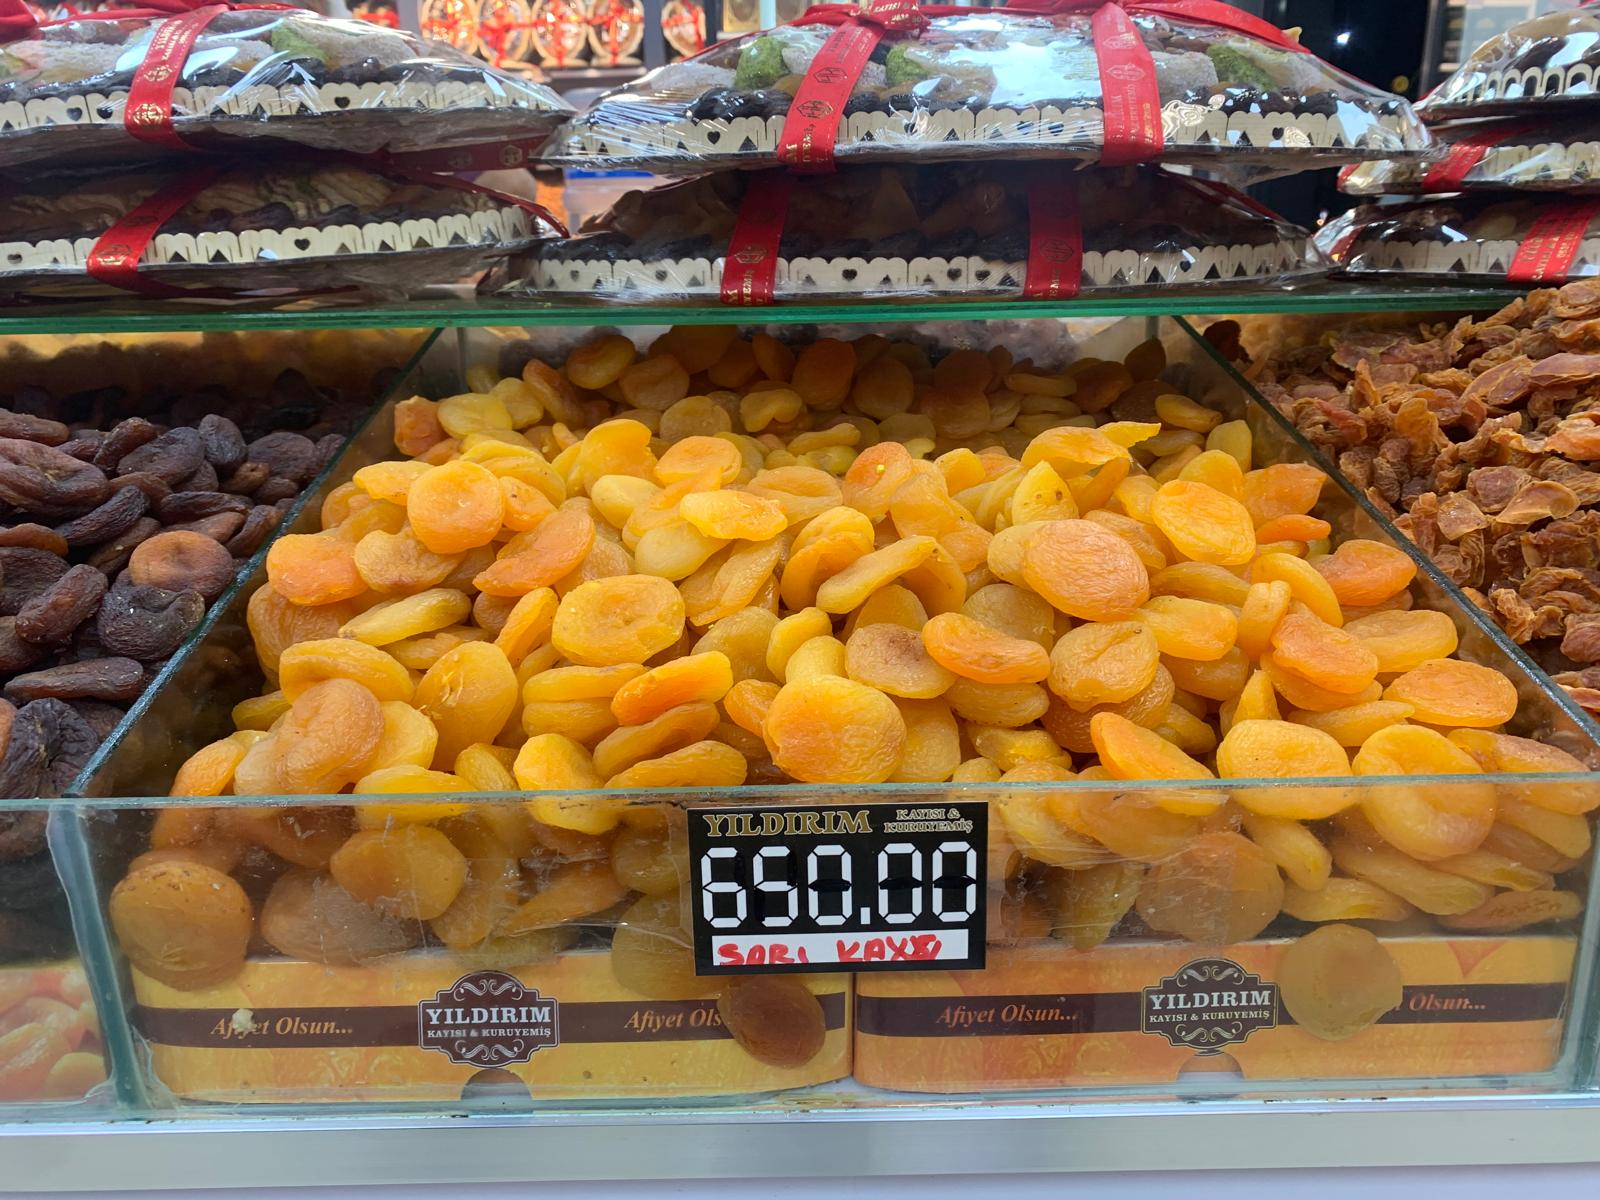 YILDIRIM KAYISI & KURUYEMİŞ
650.00
SARI KAYISI
Afiyet Olsun...
YILDIRIM
KAYISI & KURUYEMİŞ
Afiyet Ols
Afiyet Olsun...
YILDIRIM
KAYISI & KURUYEMİŞ
Olsun...